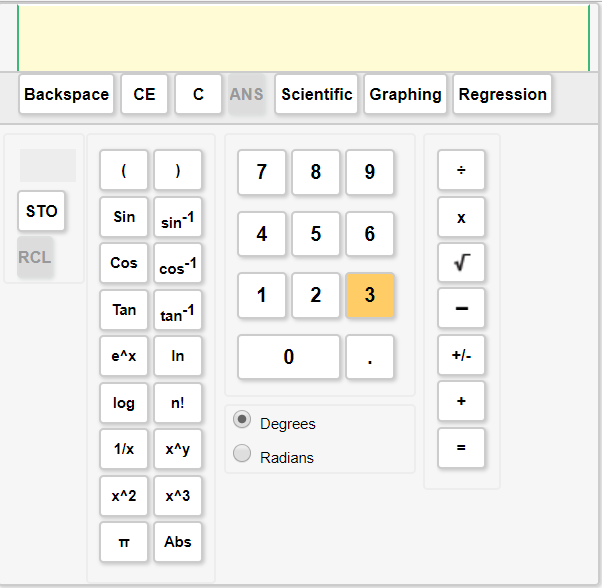 Backspace CE C ANS Scientific Graphing Regression
( ) 7 8 9 ÷
STO Sin sin-1 4 5 6 x
RCL Cos cos-1 √
Tan tan-1 1 2 3 −
e^x ln 0 . +/-
log n! +
Degrees
1/x x^y =
Radians
x^2 x^3
π Abs